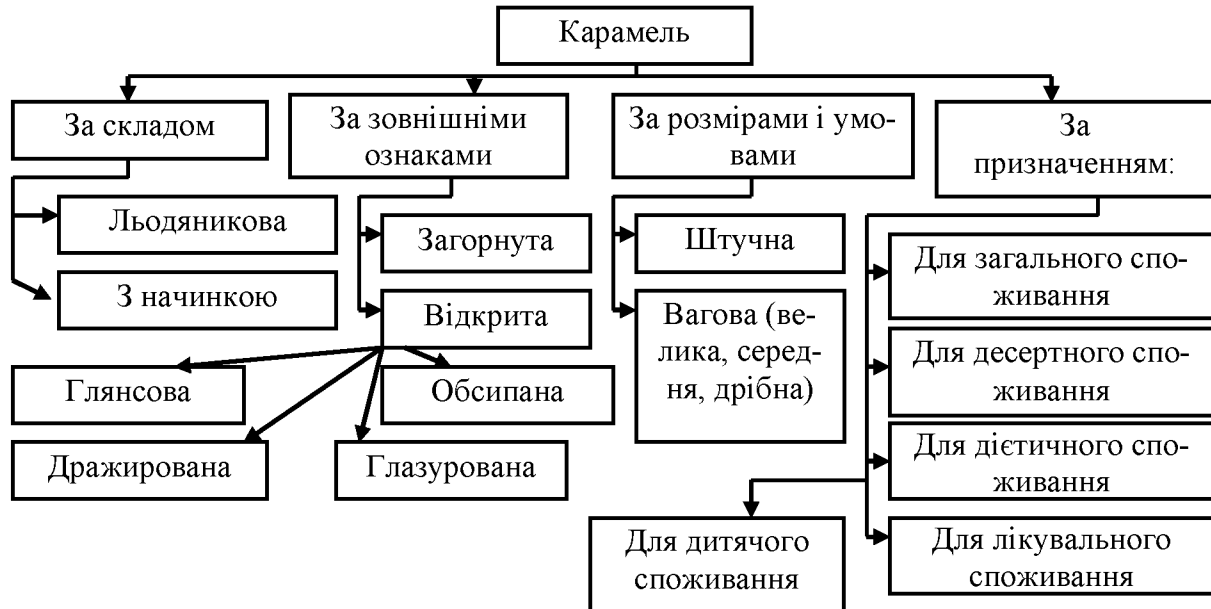 Карамель
За складом
За зовнішніми
ознаками
За розмірами і умо-
вами
За
призначенням:
Льодяникова
З начинкою
Загорнута
Відкрита
Глянсова
Обсипана
Дражирована
Глазурована
Штучна
Вагова (ве-
лика, серед-
ня, дрібна)
Для загального спо-
живання
Для десертного спо-
живання
Для дієтичного спо-
живання
Для лікувального
споживання
Для дитячого
споживання